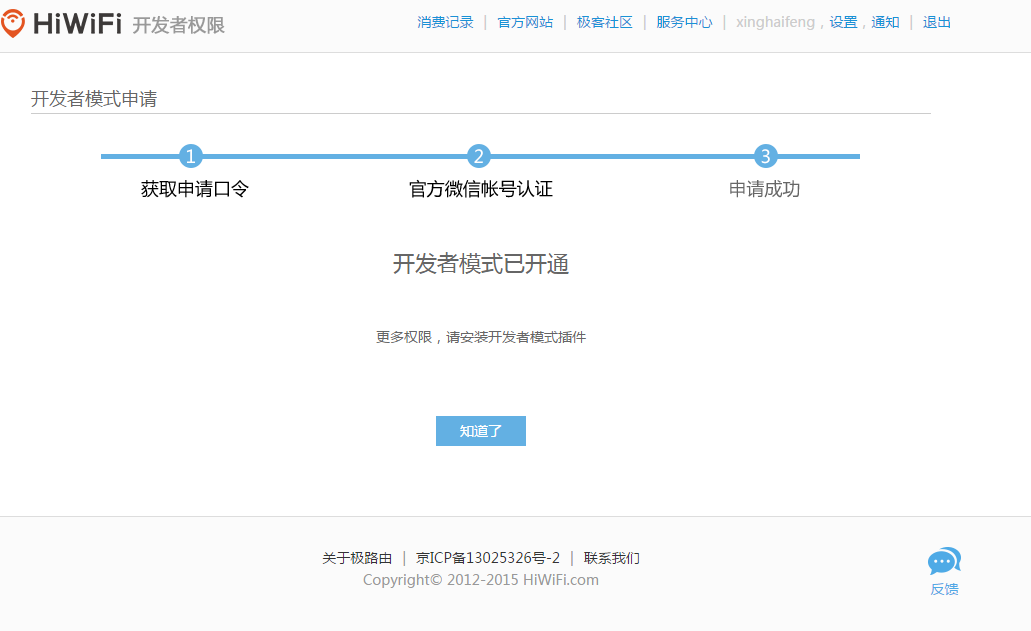 HiWiFi 开发者权限 消费记录 | 官方网站 | 极客社区 | 服务中心 | xinghaifeng , 设置 , 通知 | 退出
开发者模式申请
1 2 3
获取申请口令 官方微信帐号认证 申请成功
开发者模式已开通
更多权限，请安装开发者模式插件
知道了
关于极路由 | 京ICP备13025326号-2 | 联系我们
Copyright© 2012-2015 HiWiFi.com
反馈